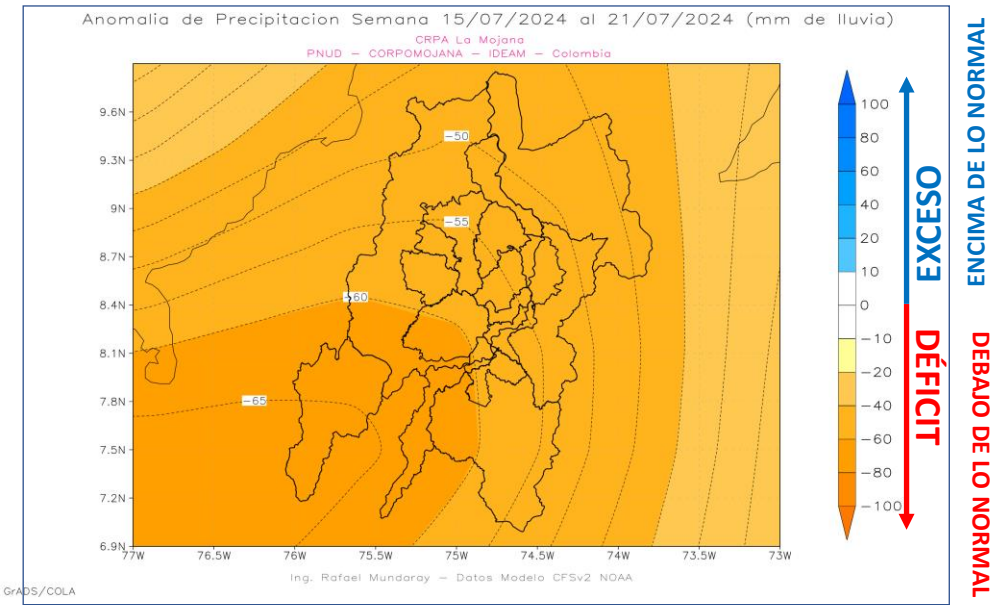 Anomalia de Precipitacion Semana 15/07/2024 al 21/07/2024 (mm de lluvia)
CRPA La Mojana
PNUD – CORPOMOJANA – IDEAM – Colombia
9.6N
9.3N
9N
8.7N
8.4N
8.1N
7.8N
7.5N
7.2N
6.9N
-50
-55
-60
-65
77W
76.5W
76W
75.5W
75W
74.5W
74W
73.5W
73W
100
80
60
40
20
10
0
-10
-20
-40
-60
-80
-100
EXCESO
DÉFICIT
ENCIMA DE LO NORMAL
DEBAJO DE LO NORMAL
Ing. Rafael Mundaray – Datos Modelo CFSv2 NOAA
GrADS/COLA